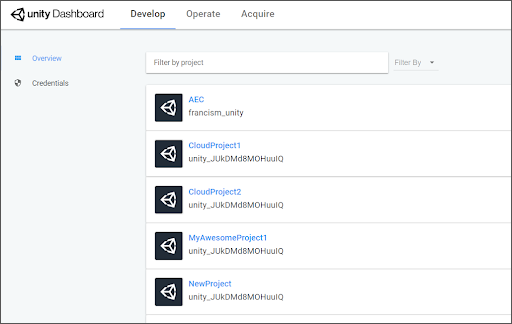 unity Dashboard Develop Operate Acquire
Overview
Credentials
Filter by project Filter By
AEC
francism_unity
CloudProject1
unity_JUkDMd8MOHuuIQ
CloudProject2
unity_JUkDMd8MOHuuIQ
MyAwesomeProject1
unity_JUkDMd8MOHuuIQ
NewProject
unity_JUkDMd8MOHuuIQ